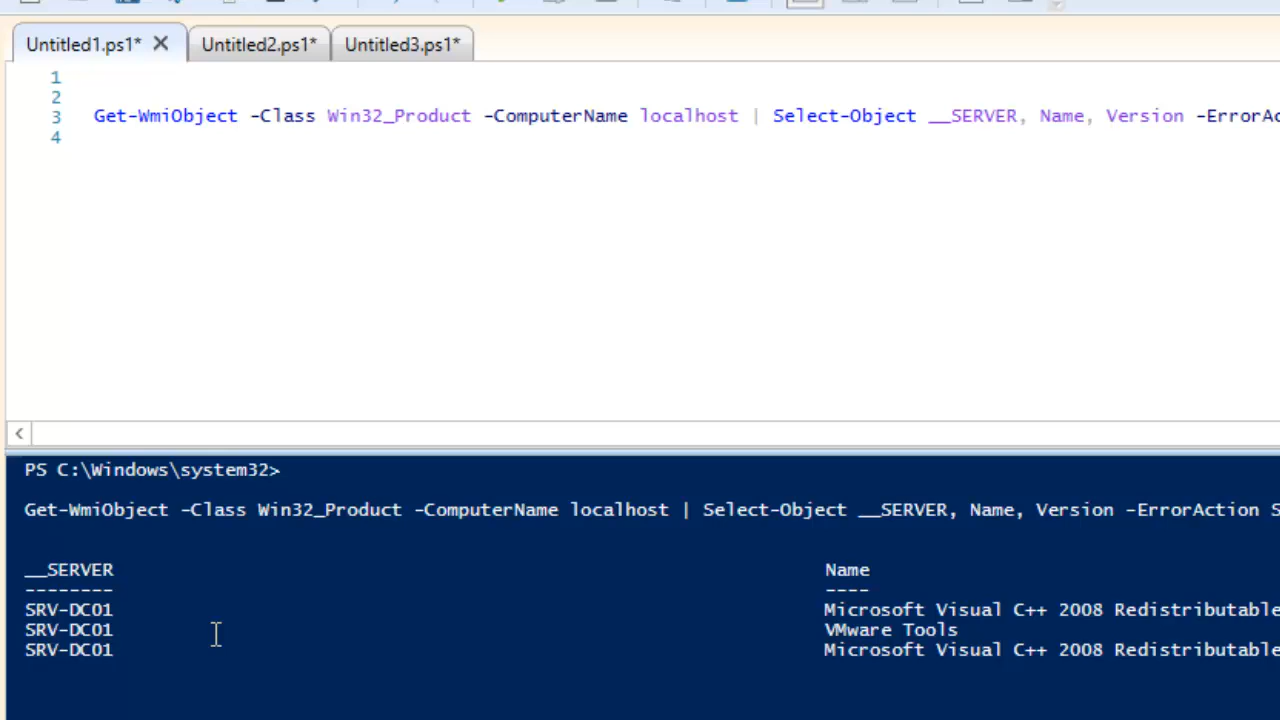 Untitled1.ps1* X Untitled2.ps1* Untitled3.ps1*
1
2
3 Get-WmiObject -Class Win32_Product -ComputerName localhost | Select-Object __SERVER, Name, Version -ErrorAc
4
PS C:\Windows\system32>
Get-WmiObject -Class Win32_Product -ComputerName localhost | Select-Object __SERVER, Name, Version -ErrorAction S
__SERVER Name
-------- ----
SRV-DC01 Microsoft Visual C++ 2008 Redistributable
SRV-DC01 VMware Tools
SRV-DC01 Microsoft Visual C++ 2008 Redistributable